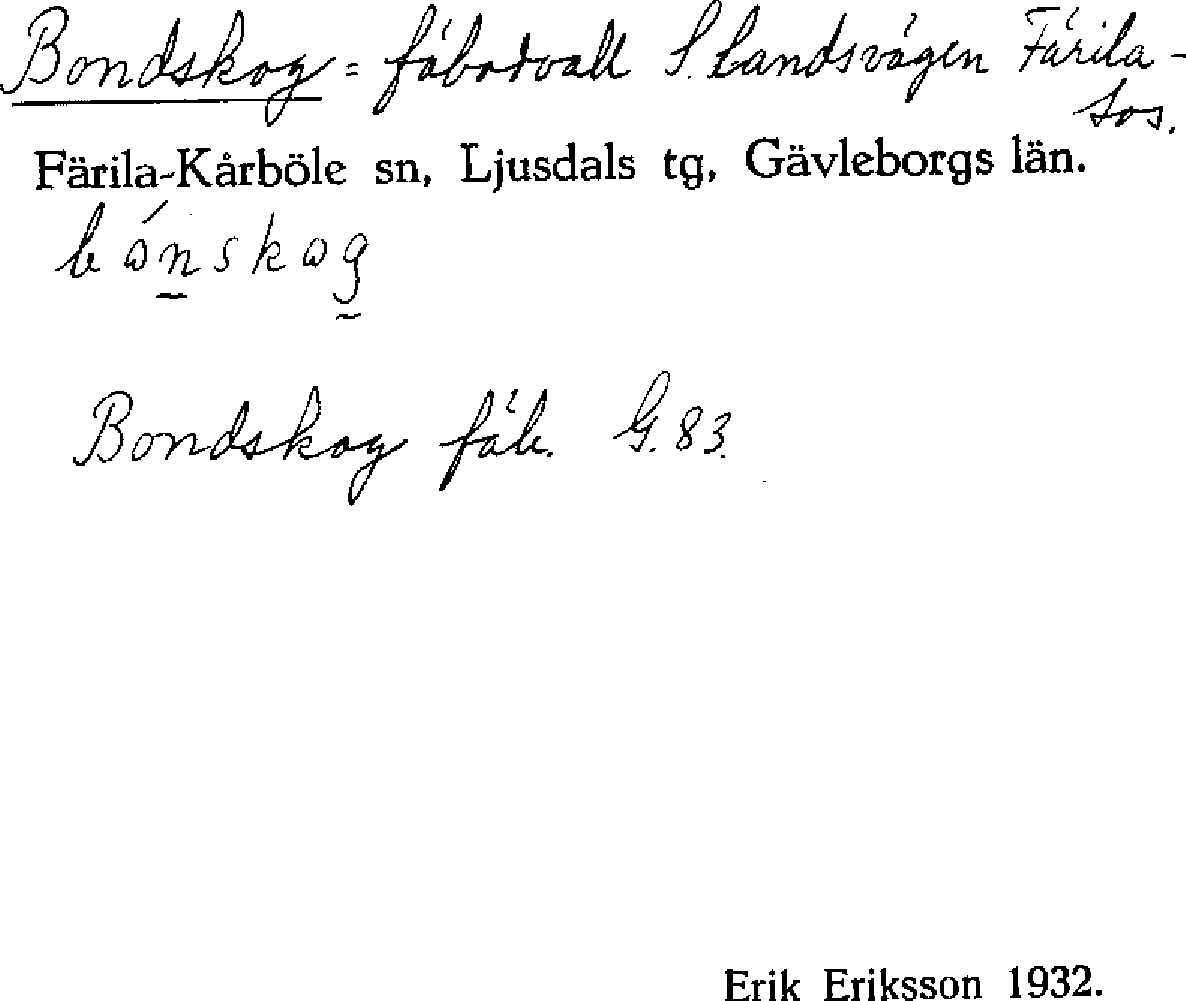 Bondskog = fäbodvall S. landsvägen Färila-
Los.
Färila-Kårböle sn, Ljusdals tg, Gävleborgs län.
bónskog
Bondskog fäb. G. 83.
Erik Eriksson 1932.